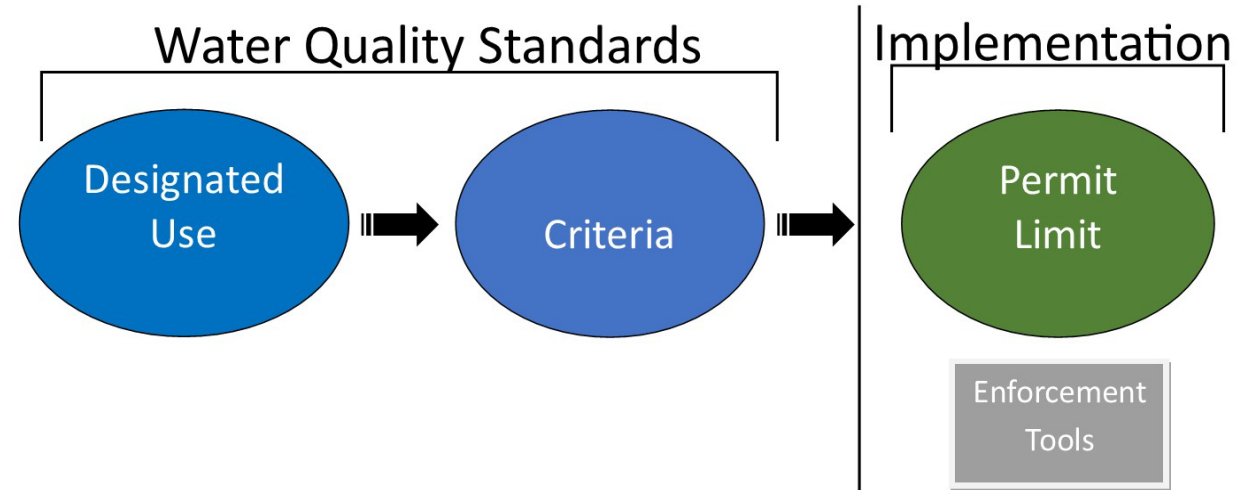 Water Quality Standards
Implementation
Designated
Use
Criteria
Permit
Limit
Enforcement
Tools